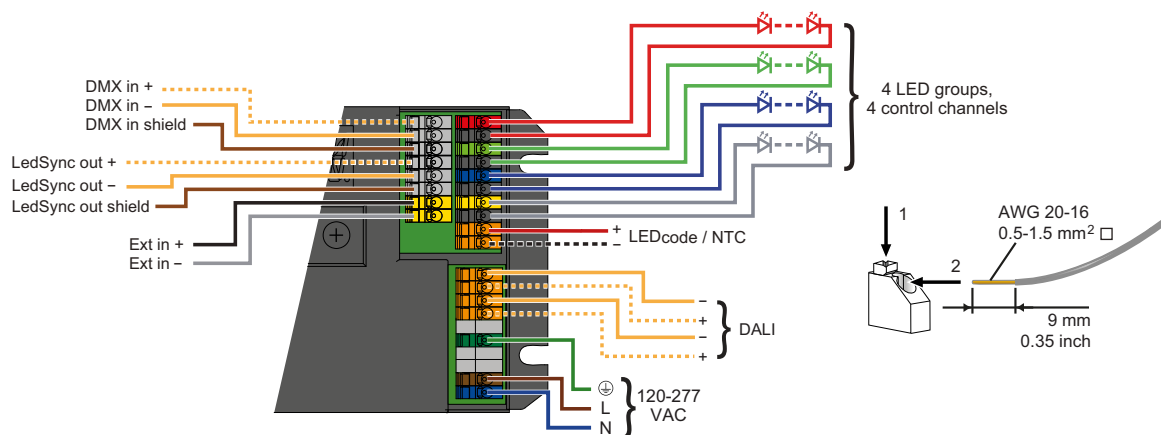 DMX in +
DMX in –
DMX in shield
LedSync out +
LedSync out –
LedSync out shield
Ext in +
Ext in –
4 LED groups,
4 control channels
+
–
LEDcode / NTC
–
+
–
+
DALI
L
N
120-277
VAC
1
2
AWG 20-16
0.5-1.5 mm² □
9 mm
0.35 inch